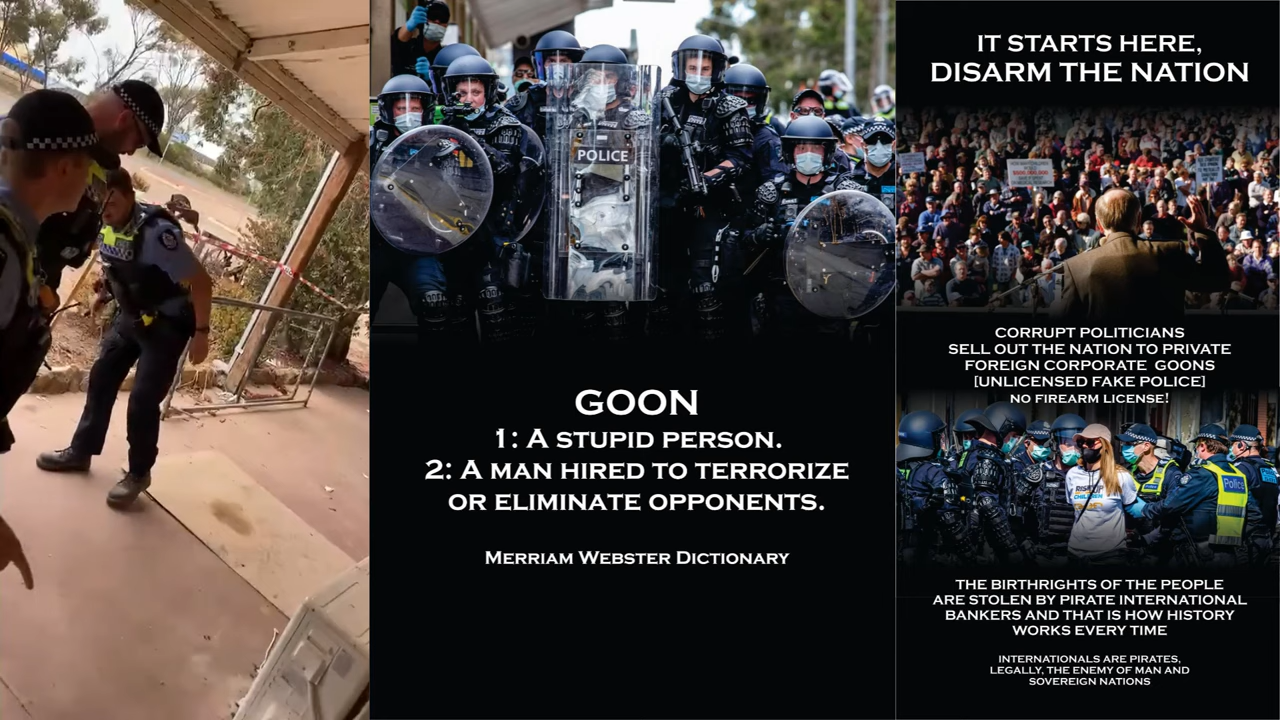 POLICE
GOON
1: A STUPID PERSON.
2: A MAN HIRED TO TERRORIZE
OR ELIMINATE OPPONENTS.
MERRIAM WEBSTER DICTIONARY
IT STARTS HERE,
DISARM THE NATION
CORRUPT POLITICIANS
SELL OUT THE NATION TO PRIVATE
FOREIGN CORPORATE GOONS
[UNLICENSED FAKE POLICE]
NO FIREARM LICENSE!
Police
THE BIRTHRIGHTS OF THE PEOPLE
ARE STOLEN BY PIRATE INTERNATIONAL
BANKERS AND THAT IS HOW HISTORY
WORKS EVERY TIME
INTERNATIONALS ARE PIRATES,
LEGALLY, THE ENEMY OF MAN AND
SOVEREIGN NATIONS